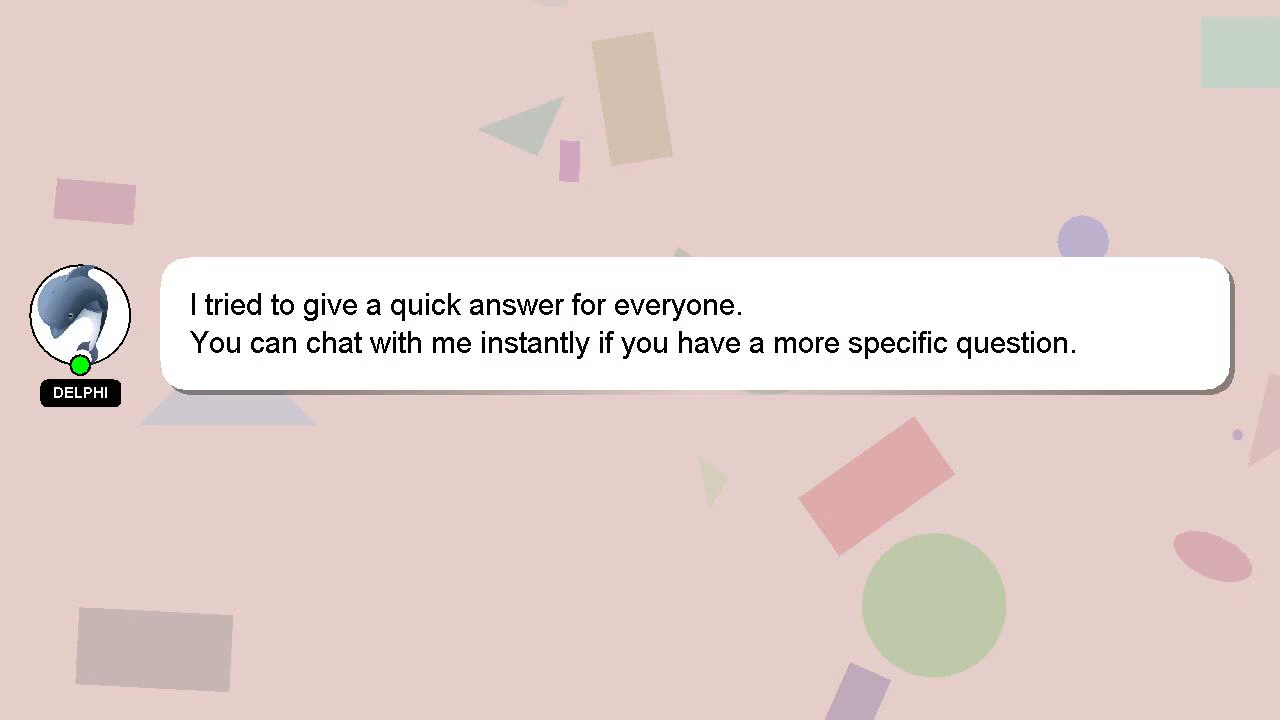 I tried to give a quick answer for everyone.
You can chat with me instantly if you have a more specific question.
DELPHI